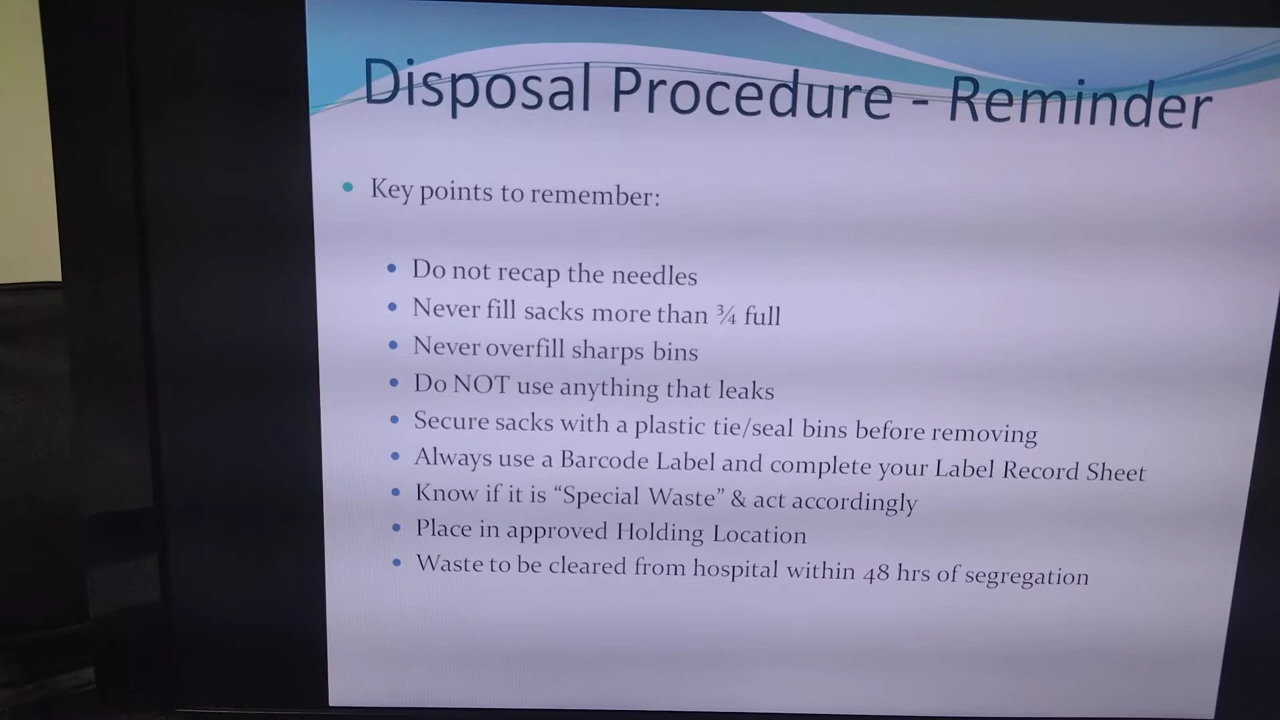 Disposal Procedure - Reminder
• Key points to remember:
• Do not recap the needles
• Never fill sacks more than ¾ full
• Never overfill sharps bins
• Do NOT use anything that leaks
• Secure sacks with a plastic tie/seal bins before removing
• Always use a Barcode Label and complete your Label Record Sheet
• Know if it is “Special Waste” & act accordingly
• Place in approved Holding Location
• Waste to be cleared from hospital within 48 hrs of segregation